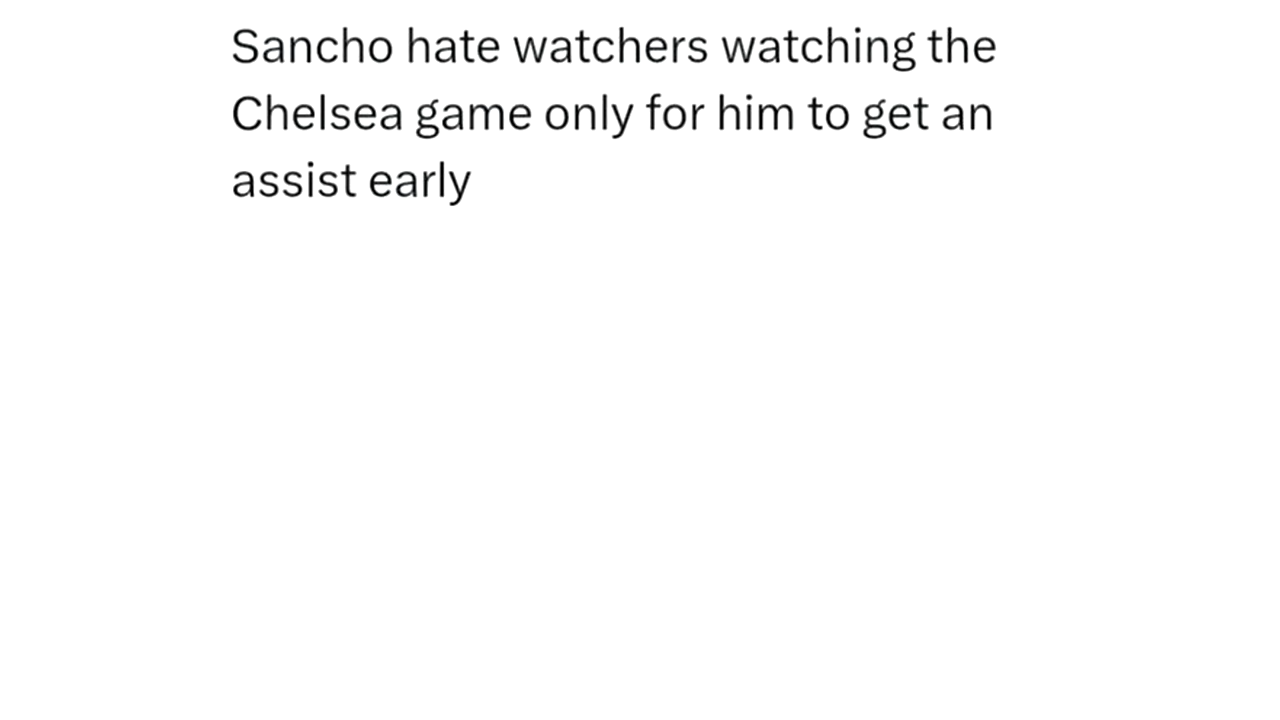 Sancho hate watchers watching the
Chelsea game only for him to get an
assist early